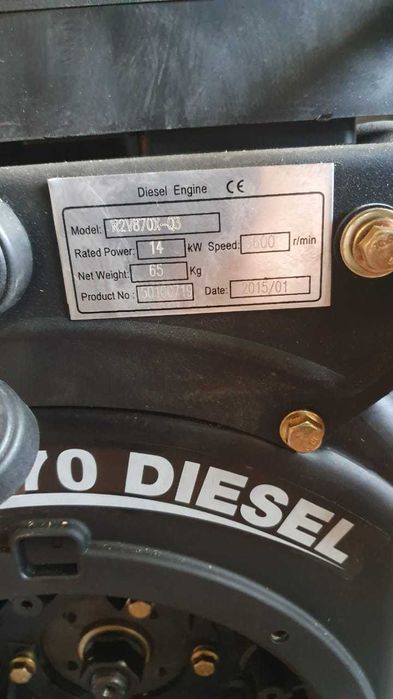 Diesel Engine CE
Model: R2V870X-Q3
Rated Power: 14 kW Speed: 3600 r/min
Net Weight: 65 Kg
Product No: Date: 2015/01
DIESEL